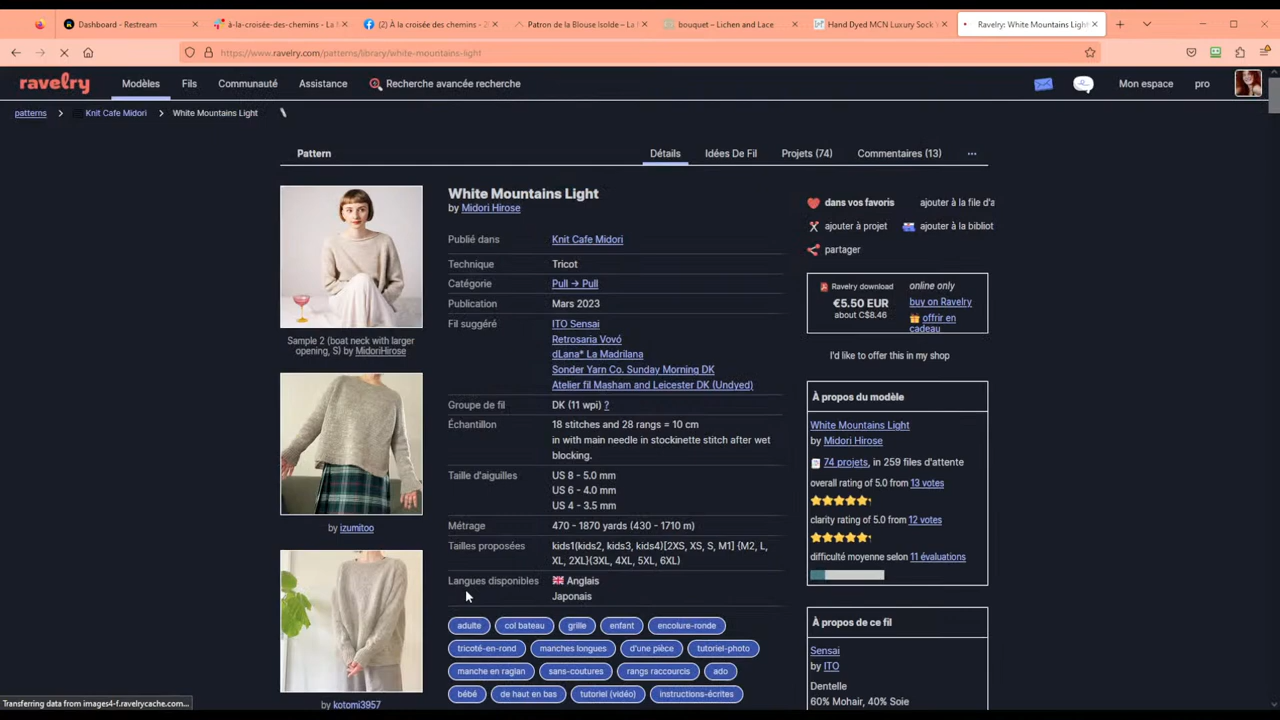 Dashboard - Restream
à-la-croisée-des-chemins - La M
(2) À la croisée des chemins - 2
Patron de la Blouse Isolde – La M
bouquet – Lichen and Lace
Hand Dyed MCN Luxury Sock W
Ravelry: White Mountains Light
https://www.ravelry.com/patterns/library/white-mountains-light
ravelry
Modèles
Fils
Communauté
Assistance
Recherche avancée recherche
Mon espace
pro
patterns
Knit Cafe Midori
White Mountains Light
Pattern
Détails
Idées De Fil
Projets (74)
Commentaires (13)
...
White Mountains Light
by Midori Hirose
Publié dans Knit Cafe Midori
Technique Tricot
Catégorie Pull → Pull
Publication Mars 2023
Fil suggéré ITO Sensai
Retrosaria Vovó
dLana* La Madrilana
Sonder Yarn Co. Sunday Morning DK
Atelier fil Masham and Leicester DK (Undyed)
Groupe de fil DK (11 wpi) ?
Échantillon 18 stitches and 28 rangs = 10 cm
in with main needle in stockinette stitch after wet
blocking.
Taille d'aiguilles US 8 - 5.0 mm
US 6 - 4.0 mm
US 4 - 3.5 mm
Métrage 470 - 1870 yards (430 - 1710 m)
Tailles proposées kids1(kids2, kids3, kids4)[2XS, XS, S, M1] {M2, L,
XL, 2XL}(3XL, 4XL, 5XL, 6XL)
Langues disponibles Anglais
Japonais
adulte col bateau grille enfant encolure-ronde
tricoté-en-rond manches longues d'une pièce tutoriel-photo
manche en raglan sans-coutures rangs raccourcis ado
bébé de haut en bas tutoriel (vidéo) instructions-écrites
Sample 2 (boat neck with larger
opening, S) by MidoriHirose
by izumitoo
by kotomi3957
dans vos favoris
ajouter à la file d'a
ajouter à projet
ajouter à la bibliot
partager
Ravelry download
€5.50 EUR
about C$8.46
online only
buy on Ravelry
offrir en
cadeau
I'd like to offer this in my shop
À propos du modèle
White Mountains Light
by Midori Hirose
74 projets, in 259 files d'attente
overall rating of 5.0 from 13 votes
clarity rating of 5.0 from 12 votes
difficulté moyenne selon 11 évaluations
À propos de ce fil
Sensai
by ITO
Dentelle
60% Mohair, 40% Soie
Transferring data from images4-f.ravelrycache.com...